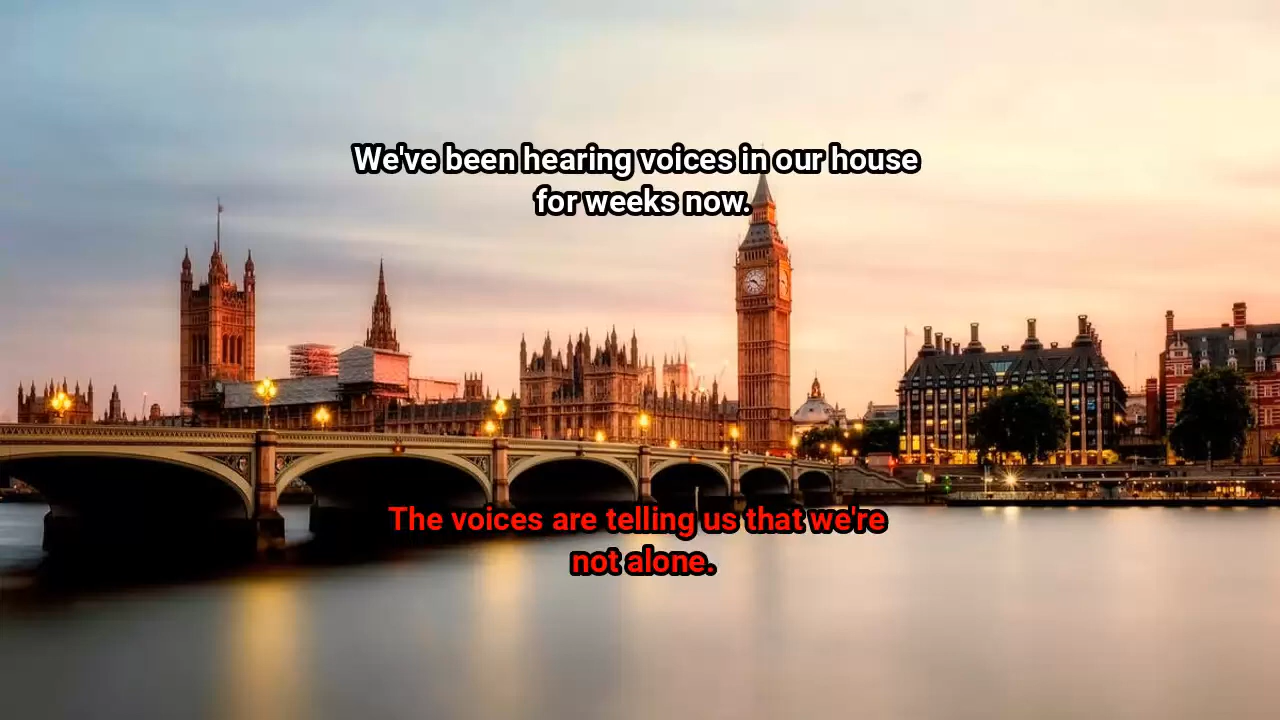 We've been hearing voices in our house
for weeks now.
The voices are telling us that we're
not alone.